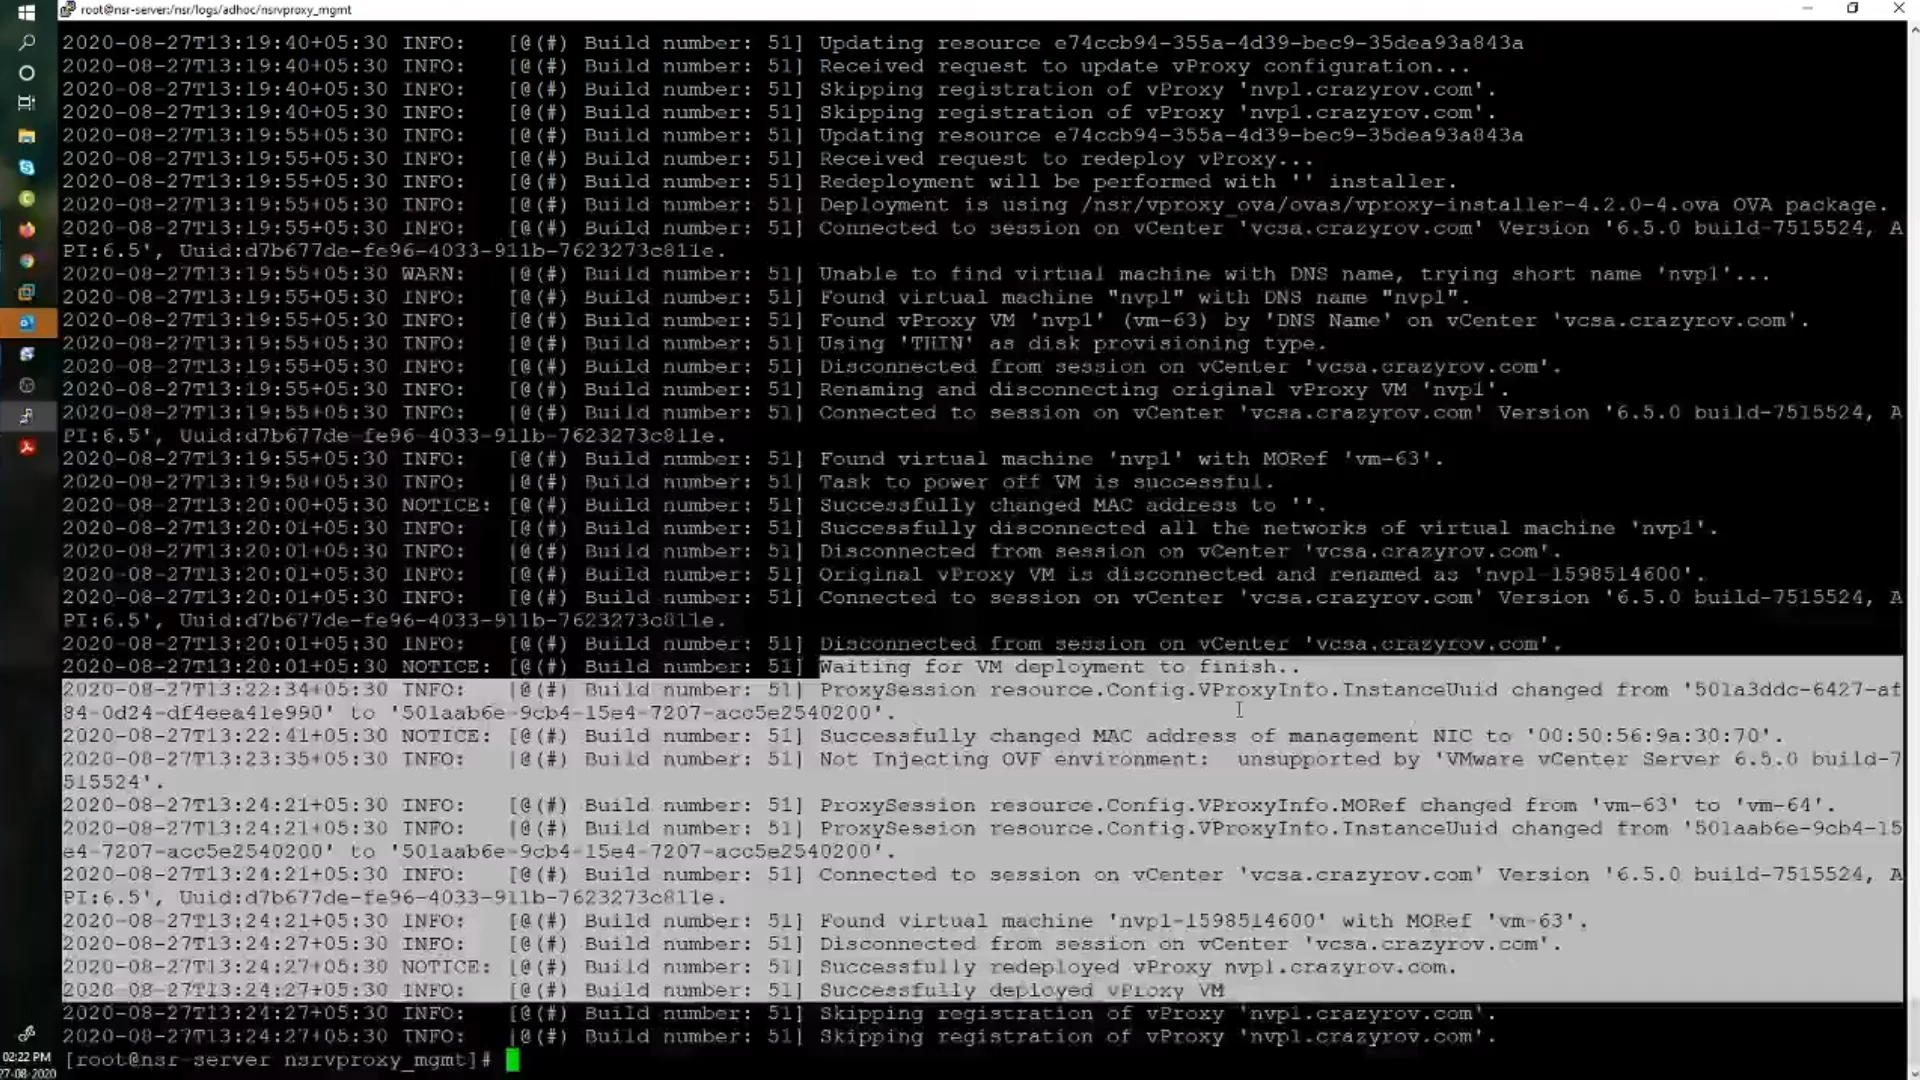 root@nsr-server:/nsr/logs/adhoc/nsrvproxy_mgmt
2020-08-27T13:19:40+05:30 INFO: [@(#) Build number: 51] Updating resource e74ccb94-355a-4d39-bec9-35dea93a843a
2020-08-27T13:19:40+05:30 INFO: [@(#) Build number: 51] Received request to update vProxy configuration...
2020-08-27T13:19:40+05:30 INFO: [@(#) Build number: 51] Skipping registration of vProxy 'nvp1.crazyrov.com'.
2020-08-27T13:19:40+05:30 INFO: [@(#) Build number: 51] Skipping registration of vProxy 'nvp1.crazyrov.com'.
2020-08-27T13:19:55+05:30 INFO: [@(#) Build number: 51] Updating resource e74ccb94-355a-4d39-bec9-35dea93a843a
2020-08-27T13:19:55+05:30 INFO: [@(#) Build number: 51] Received request to redeploy vProxy...
2020-08-27T13:19:55+05:30 INFO: [@(#) Build number: 51] Redeployment will be performed with '' installer.
2020-08-27T13:19:55+05:30 INFO: [@(#) Build number: 51] Deployment is using /nsr/vproxy_ova/ovas/vproxy-installer-4.2.0-4.ova OVA package.
2020-08-27T13:19:55+05:30 INFO: [@(#) Build number: 51] Connected to session on vCenter 'vcsa.crazyrov.com' Version '6.5.0 build-7515524, A
PI:6.5', Uuid:d7b677de-fe96-4033-911b-7623273c811e.
2020-08-27T13:19:55+05:30 WARN: [@(#) Build number: 51] Unable to find virtual machine with DNS name, trying short name 'nvp1'...
2020-08-27T13:19:55+05:30 INFO: [@(#) Build number: 51] Found virtual machine "nvp1" with DNS name "nvp1".
2020-08-27T13:19:55+05:30 INFO: [@(#) Build number: 51] Found vProxy VM 'nvp1' (vm-63) by 'DNS Name' on vCenter 'vcsa.crazyrov.com'.
2020-08-27T13:19:55+05:30 INFO: [@(#) Build number: 51] Using 'THIN' as disk provisioning type.
2020-08-27T13:19:55+05:30 INFO: [@(#) Build number: 51] Disconnected from session on vCenter 'vcsa.crazyrov.com'.
2020-08-27T13:19:55+05:30 INFO: [@(#) Build number: 51] Renaming and disconnecting original vProxy VM 'nvp1'.
2020-08-27T13:19:55+05:30 INFO: [@(#) Build number: 51] Connected to session on vCenter 'vcsa.crazyrov.com' Version '6.5.0 build-7515524, A
PI:6.5', Uuid:d7b677de-fe96-4033-911b-7623273c811e.
2020-08-27T13:19:55+05:30 INFO: [@(#) Build number: 51] Found virtual machine 'nvp1' with MORef 'vm-63'.
2020-08-27T13:19:58+05:30 INFO: [@(#) Build number: 51] Task to power off VM is successful.
2020-08-27T13:20:00+05:30 NOTICE: [@(#) Build number: 51] Successfully changed MAC address to ''.
2020-08-27T13:20:01+05:30 INFO: [@(#) Build number: 51] Successfully disconnected all the networks of virtual machine 'nvp1'.
2020-08-27T13:20:01+05:30 INFO: [@(#) Build number: 51] Disconnected from session on vCenter 'vcsa.crazyrov.com'.
2020-08-27T13:20:01+05:30 INFO: [@(#) Build number: 51] Original vProxy VM is disconnected and renamed as 'nvp1-1598514600'.
2020-08-27T13:20:01+05:30 INFO: [@(#) Build number: 51] Connected to session on vCenter 'vcsa.crazyrov.com' Version '6.5.0 build-7515524, A
PI:6.5', Uuid:d7b677de-fe96-4033-911b-7623273c811e.
2020-08-27T13:20:01+05:30 INFO: [@(#) Build number: 51] Disconnected from session on vCenter 'vcsa.crazyrov.com'.
2020-08-27T13:20:01+05:30 NOTICE: [@(#) Build number: 51] Waiting for VM deployment to finish..
2020-08-27T13:22:34+05:30 INFO: [@(#) Build number: 51] ProxySession resource.Config.VProxyInfo.InstanceUuid changed from '501a3ddc-6427-af
84-0d24-df4eea41e990' to '501aab6e-9cb4-15e4-7207-acc5e2540200'.
2020-08-27T13:22:41+05:30 NOTICE: [@(#) Build number: 51] Successfully changed MAC address of management NIC to '00:50:56:9a:30:70'.
2020-08-27T13:23:35+05:30 INFO: [@(#) Build number: 51] Not Injecting OVF environment: unsupported by 'VMware vCenter Server 6.5.0 build-7
515524'.
2020-08-27T13:24:21+05:30 INFO: [@(#) Build number: 51] ProxySession resource.Config.VProxyInfo.MORef changed from 'vm-63' to 'vm-64'.
2020-08-27T13:24:21+05:30 INFO: [@(#) Build number: 51] ProxySession resource.Config.VProxyInfo.InstanceUuid changed from '501aab6e-9cb4-15
e4-7207-acc5e2540200' to '501aab6e-9cb4-15e4-7207-acc5e2540200'.
2020-08-27T13:24:21+05:30 INFO: [@(#) Build number: 51] Connected to session on vCenter 'vcsa.crazyrov.com' Version '6.5.0 build-7515524, A
PI:6.5', Uuid:d7b677de-fe96-4033-911b-7623273c811e.
2020-08-27T13:24:21+05:30 INFO: [@(#) Build number: 51] Found virtual machine 'nvp1-1598514600' with MORef 'vm-63'.
2020-08-27T13:24:27+05:30 INFO: [@(#) Build number: 51] Disconnected from session on vCenter 'vcsa.crazyrov.com'.
2020-08-27T13:24:27+05:30 NOTICE: [@(#) Build number: 51] Successfully redeployed vProxy nvp1.crazyrov.com.
2020-08-27T13:24:27+05:30 INFO: [@(#) Build number: 51] Successfully deployed vProxy VM
2020-08-27T13:24:27+05:30 INFO: [@(#) Build number: 51] Skipping registration of vProxy 'nvp1.crazyrov.com'.
2020-08-27T13:24:27+05:30 INFO: [@(#) Build number: 51] Skipping registration of vProxy 'nvp1.crazyrov.com'.
[root@nsr-server nsrvproxy_mgmt]#
02:22 PM
27-08-2020